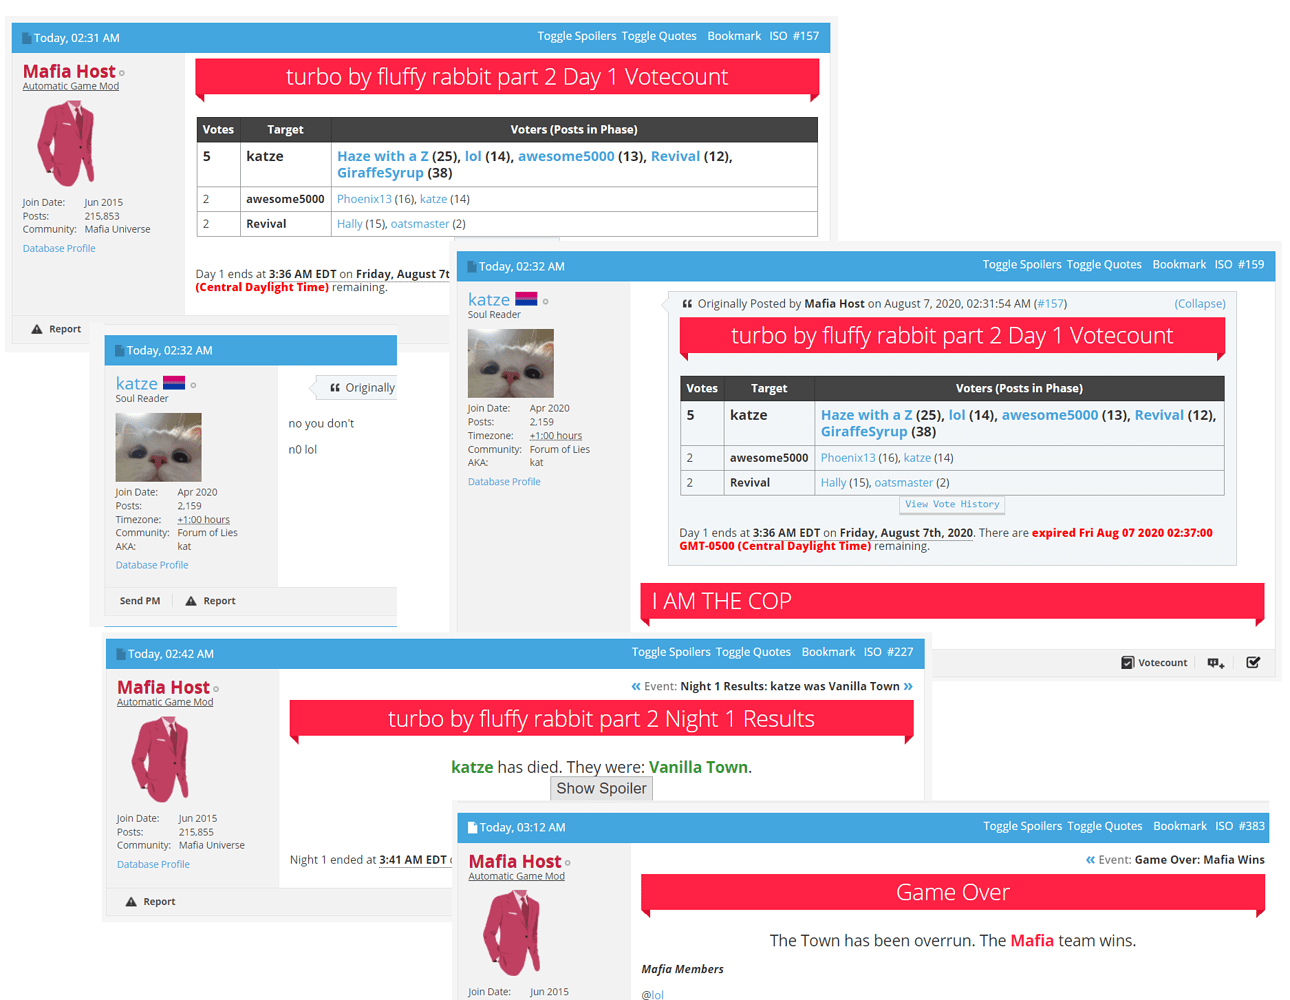 Today, 02:31 AM
Toggle Spoilers Toggle Quotes Bookmark ISO #157
Mafia Host
Automatic Game Mod
Join Date: Jun 2015
Posts: 215,853
Community: Mafia Universe
Database Profile
turbo by fluffy rabbit part 2 Day 1 Votecount
Votes Target Voters (Posts in Phase)
5 katze Haze with a Z (25), lol (14), awesome5000 (13), Revival (12),
GiraffeSyrup (38)
2 awesome5000 Phoenix13 (16), katze (14)
2 Revival Hally (15), oatsmaster (2)
Day 1 ends at 3:36 AM EDT on Friday, August 7t
(Central Daylight Time) remaining.
Report
Today, 02:32 AM
Toggle Spoilers Toggle Quotes Bookmark ISO #159
katze
Soul Reader
Join Date: Apr 2020
Posts: 2,159
Timezone: +1:00 hours
Community: Forum of Lies
AKA: kat
Database Profile
Originally Posted by Mafia Host on August 7, 2020, 02:31:54 AM (#157) (Collapse)
turbo by fluffy rabbit part 2 Day 1 Votecount
Votes Target Voters (Posts in Phase)
5 katze Haze with a Z (25), lol (14), awesome5000 (13), Revival (12),
GiraffeSyrup (38)
2 awesome5000 Phoenix13 (16), katze (14)
2 Revival Hally (15), oatsmaster (2)
View Vote History
Day 1 ends at 3:36 AM EDT on Friday, August 7th, 2020. There are expired Fri Aug 07 2020 02:37:00
GMT-0500 (Central Daylight Time) remaining.
I AM THE COP
Votecount
Today, 02:32 AM
katze
Soul Reader
Join Date: Apr 2020
Posts: 2,159
Timezone: +1:00 hours
Community: Forum of Lies
AKA: kat
Database Profile
Originally
no you don't
n0 lol
Send PM Report
Today, 02:42 AM
Toggle Spoilers Toggle Quotes Bookmark ISO #227
Mafia Host
Automatic Game Mod
Join Date: Jun 2015
Posts: 215,855
Community: Mafia Universe
Database Profile
« Event: Night 1 Results: katze was Vanilla Town »
turbo by fluffy rabbit part 2 Night 1 Results
katze has died. They were: Vanilla Town.
Show Spoiler
Night 1 ended at 3:41 AM EDT
Report
Today, 03:12 AM
Toggle Spoilers Toggle Quotes Bookmark ISO #383
Mafia Host
Automatic Game Mod
Join Date: Jun 2015
« Event: Game Over: Mafia Wins
Game Over
The Town has been overrun. The Mafia team wins.
Mafia Members
@lol